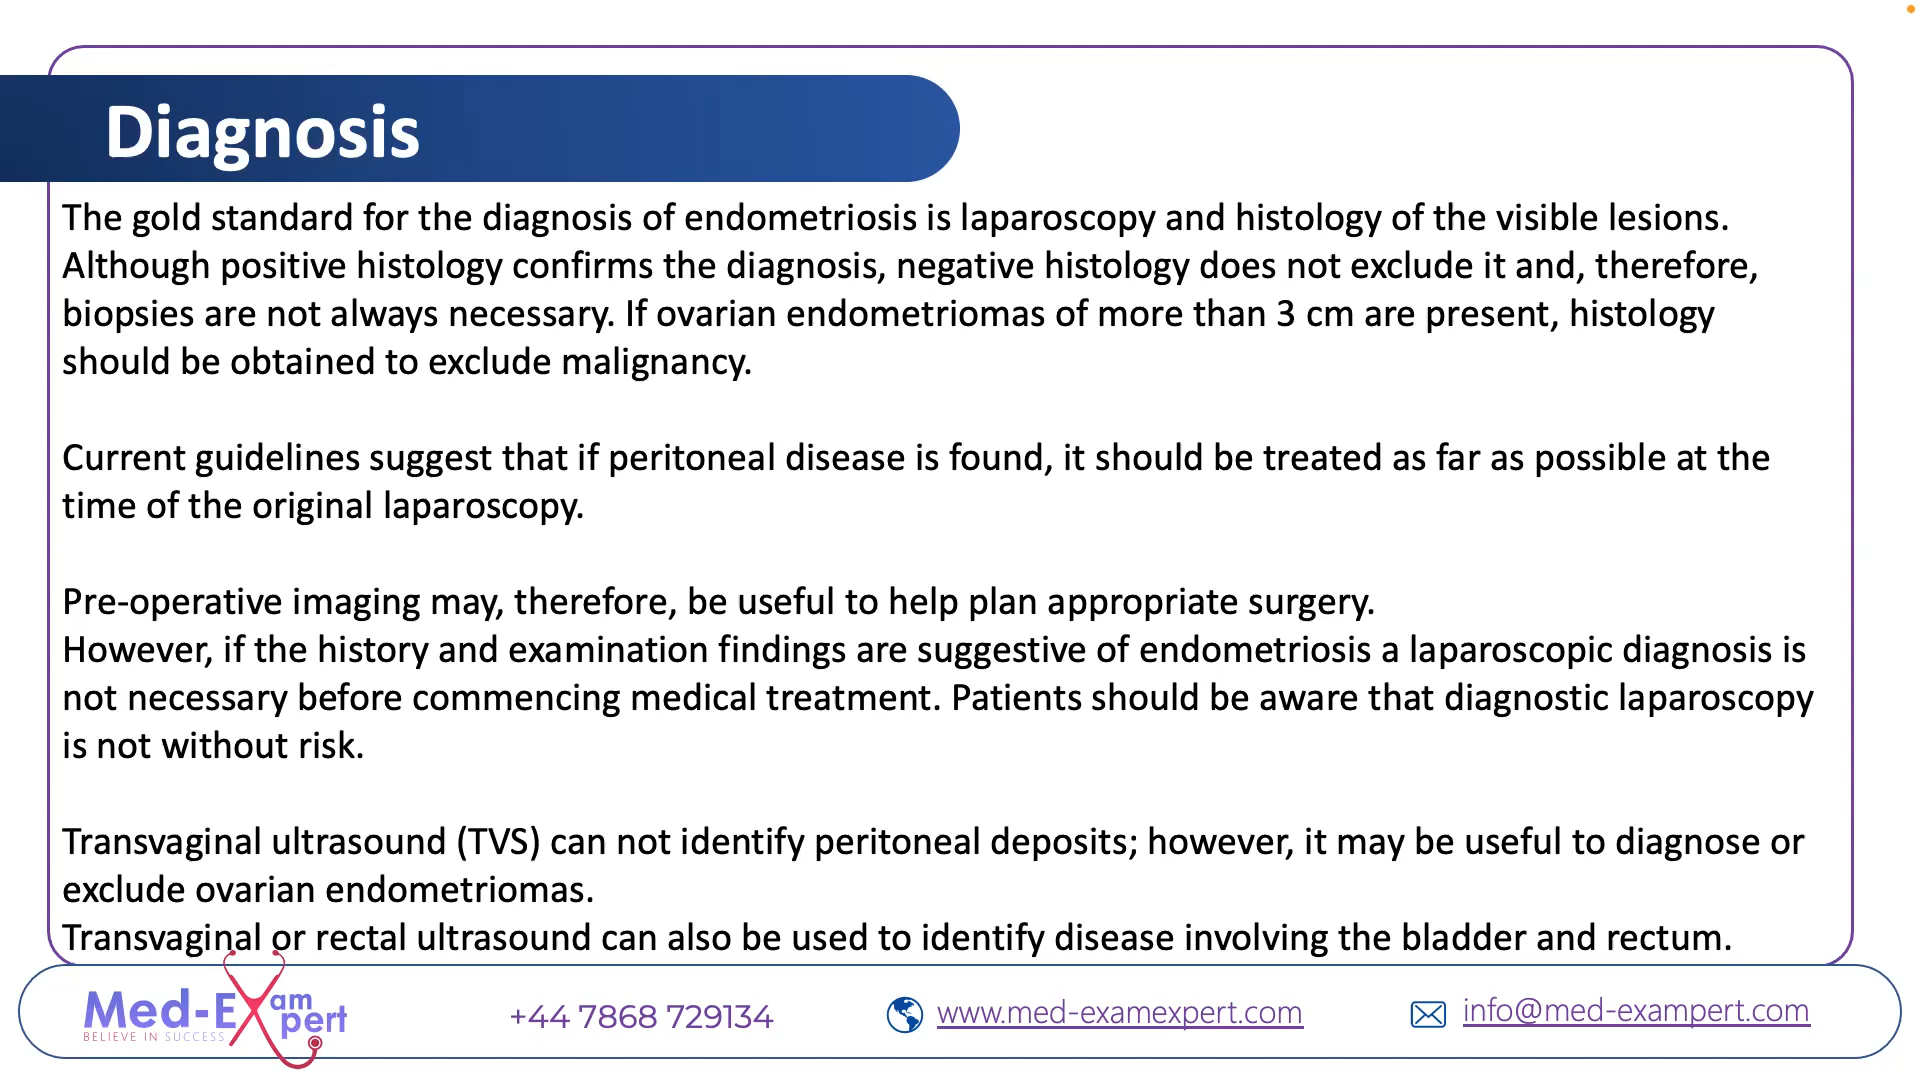 Diagnosis
The gold standard for the diagnosis of endometriosis is laparoscopy and histology of the visible lesions.
Although positive histology confirms the diagnosis, negative histology does not exclude it and, therefore,
biopsies are not always necessary. If ovarian endometriomas of more than 3 cm are present, histology
should be obtained to exclude malignancy.
Current guidelines suggest that if peritoneal disease is found, it should be treated as far as possible at the
time of the original laparoscopy.
Pre-operative imaging may, therefore, be useful to help plan appropriate surgery.
However, if the history and examination findings are suggestive of endometriosis a laparoscopic diagnosis is
not necessary before commencing medical treatment. Patients should be aware that diagnostic laparoscopy
is not without risk.
Transvaginal ultrasound (TVS) can not identify peritoneal deposits; however, it may be useful to diagnose or
exclude ovarian endometriomas.
Transvaginal or rectal ultrasound can also be used to identify disease involving the bladder and rectum.
Med-Exam
pert
BELIEVE IN SUCCESS
+44 7868 729134
www.med-examexpert.com
info@med-exampert.com